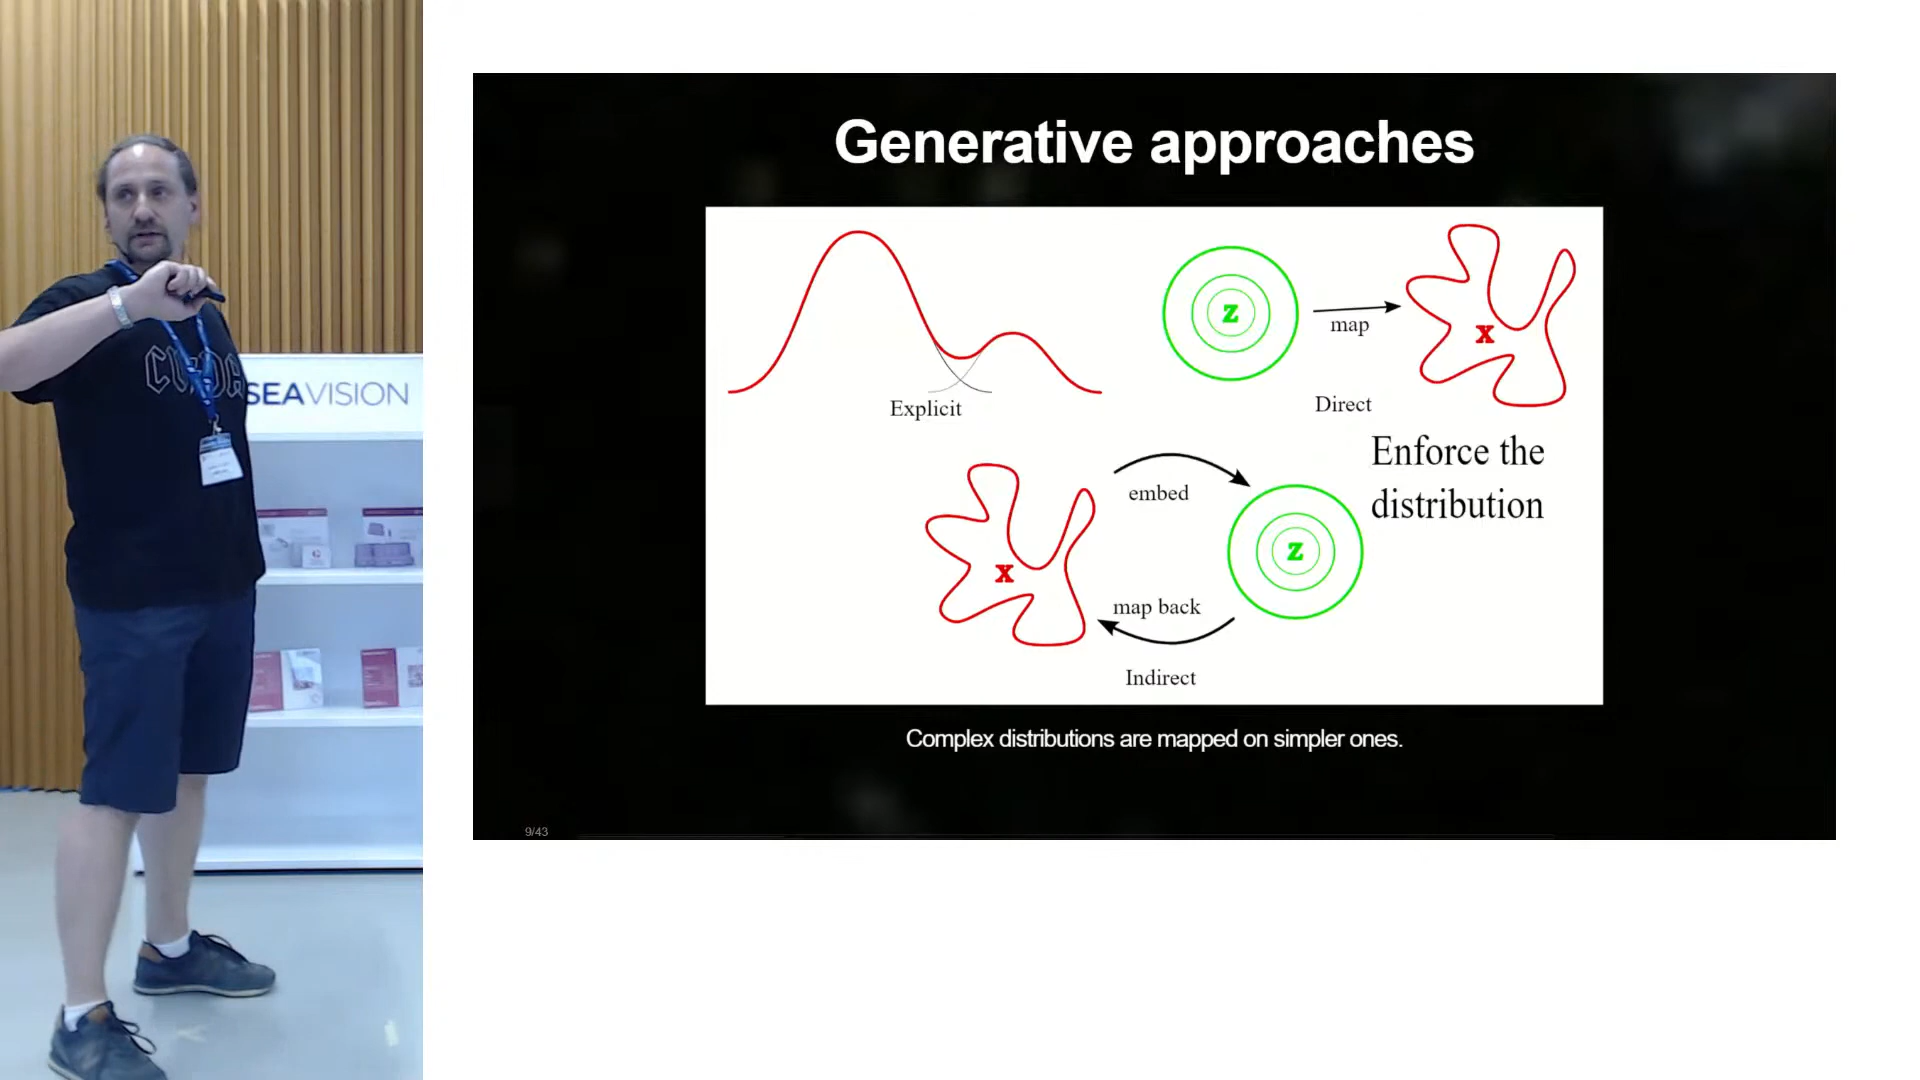 CUDA
SEAVISION
Generative approaches
Explicit
z
map
x
Direct
Enforce the
distribution
embed
x
z
map back
Indirect
Complex distributions are mapped on simpler ones.
9/43